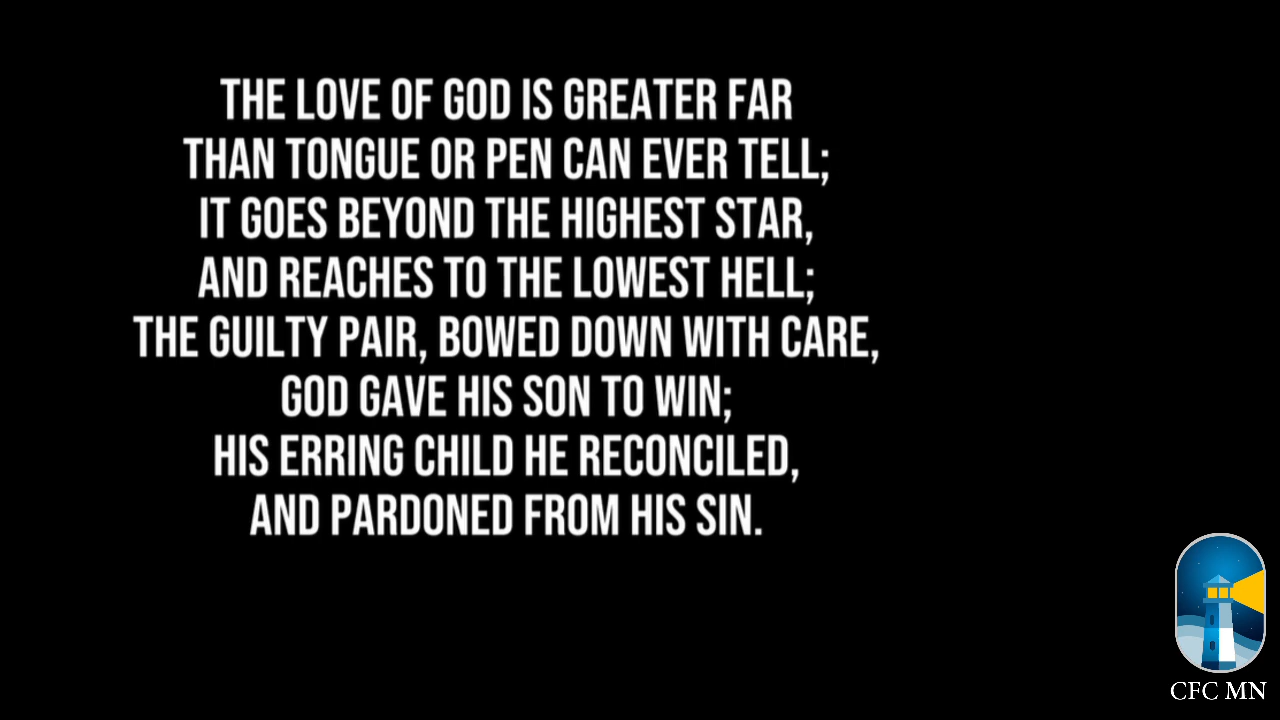 THE LOVE OF GOD IS GREATER FAR
THAN TONGUE OR PEN CAN EVER TELL;
IT GOES BEYOND THE HIGHEST STAR,
AND REACHES TO THE LOWEST HELL;
THE GUILTY PAIR, BOWED DOWN WITH CARE,
GOD GAVE HIS SON TO WIN;
HIS ERRING CHILD HE RECONCILED,
AND PARDONED FROM HIS SIN.
CFC MN